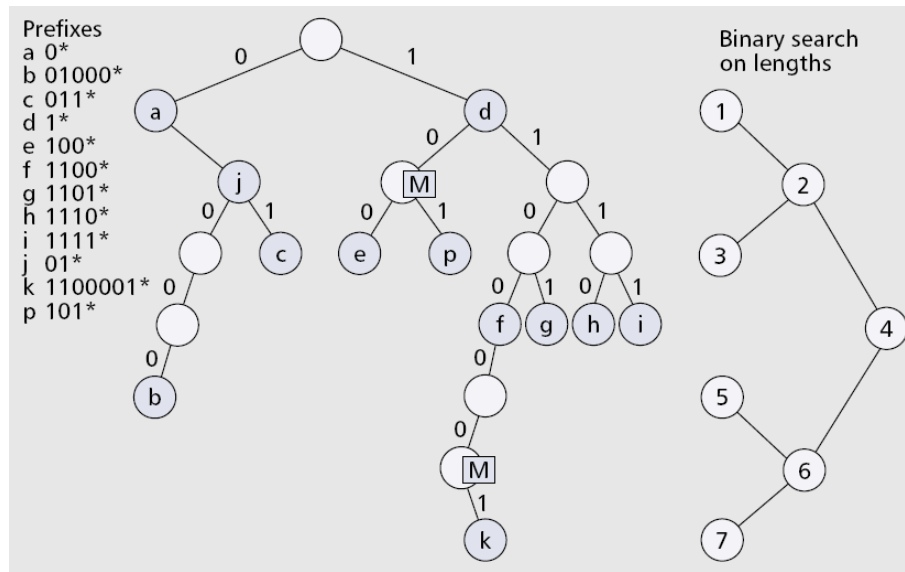 Prefixes
a 0*
b 01000*
c 011*
d 1*
e 100*
f 1100*
g 1101*
h 1110*
i 1111*
j 01*
k 1100001*
p 101*
Binary search
on lengths
0 1
a d 1
0 1
j M 2
0 1 0 1 0 1
c e p 3
0 0 1 0 1
f g h i 4
0 0
b 5
0
M 6
1
k 7